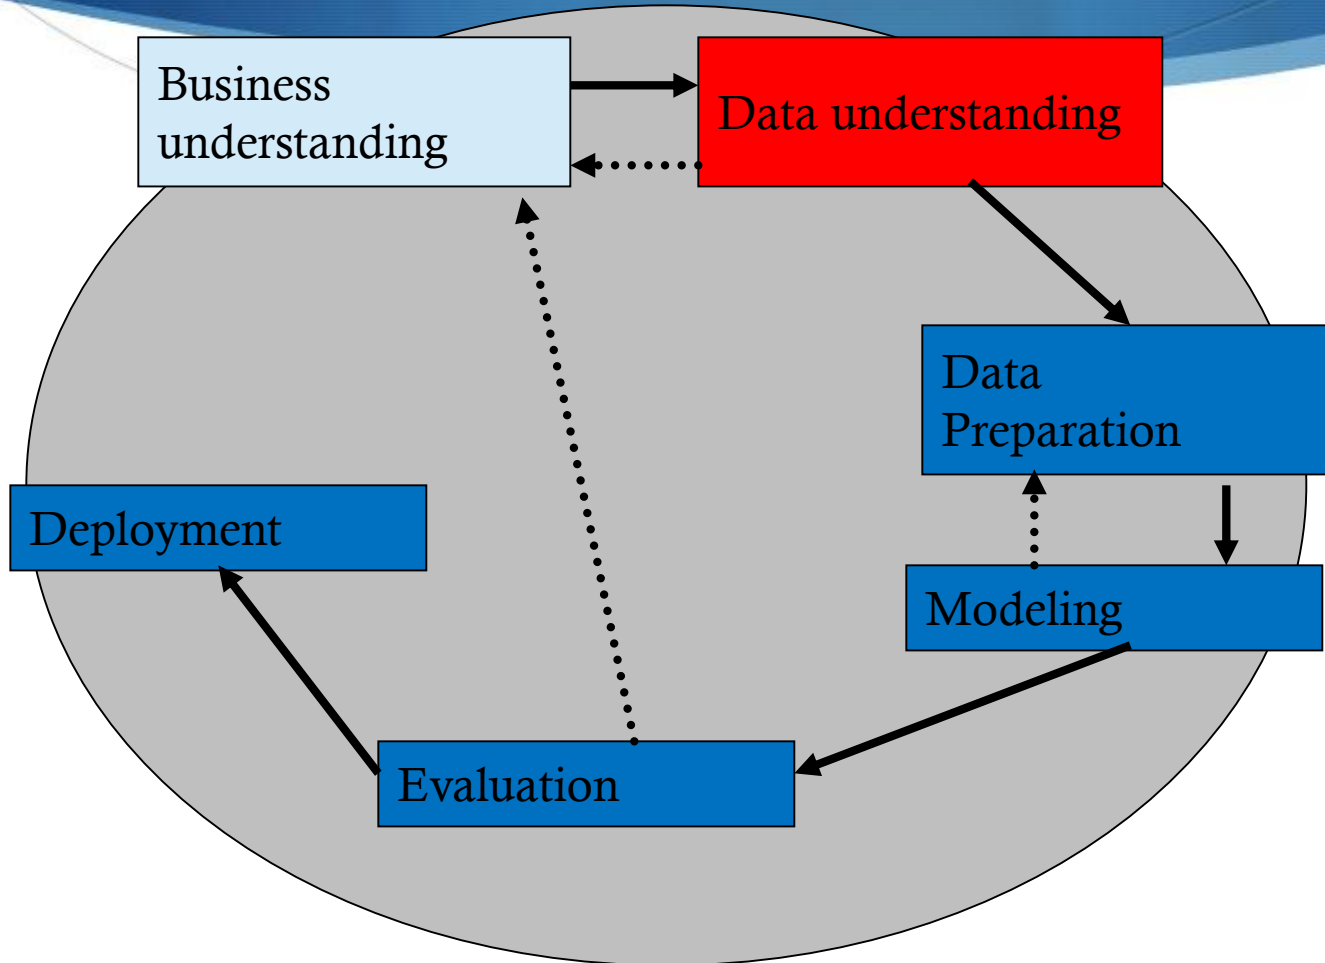 Business
understanding
Data understanding
Data
Preparation
Deployment
Modeling
Evaluation